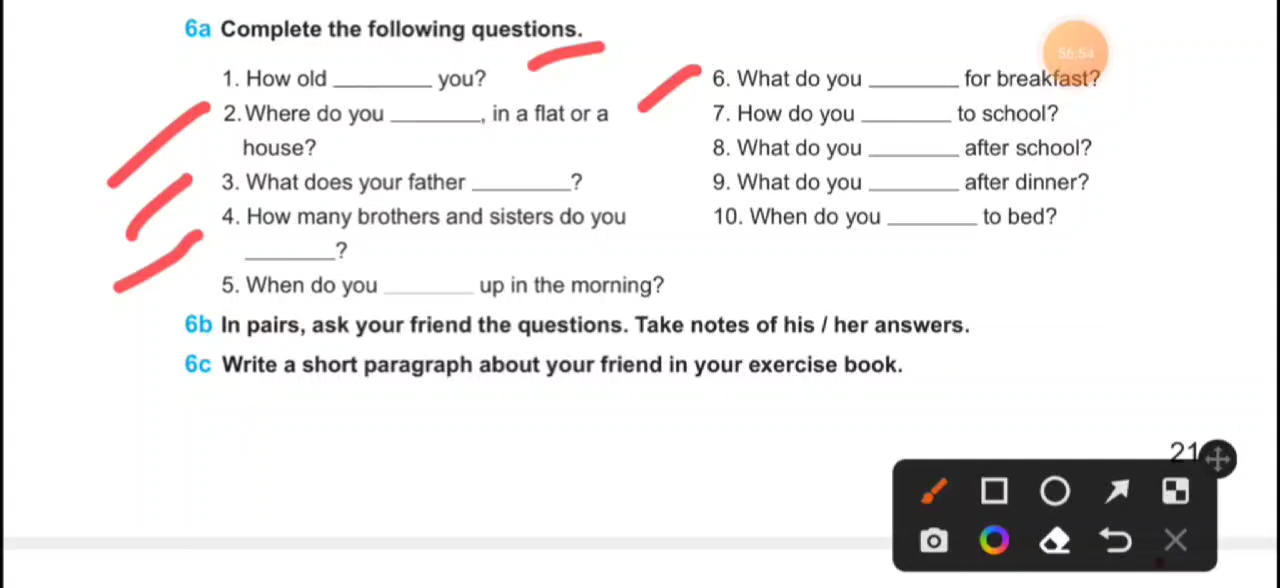 6a Complete the following questions.
1. How old ________ you?
2. Where do you ________, in a flat or a
house?
3. What does your father ________?
4. How many brothers and sisters do you
________?
5. When do you ________ up in the morning?
56:54
6. What do you ________ for breakfast?
7. How do you ________ to school?
8. What do you ________ after school?
9. What do you ________ after dinner?
10. When do you ________ to bed?
6b In pairs, ask your friend the questions. Take notes of his / her answers.
6c Write a short paragraph about your friend in your exercise book.
21